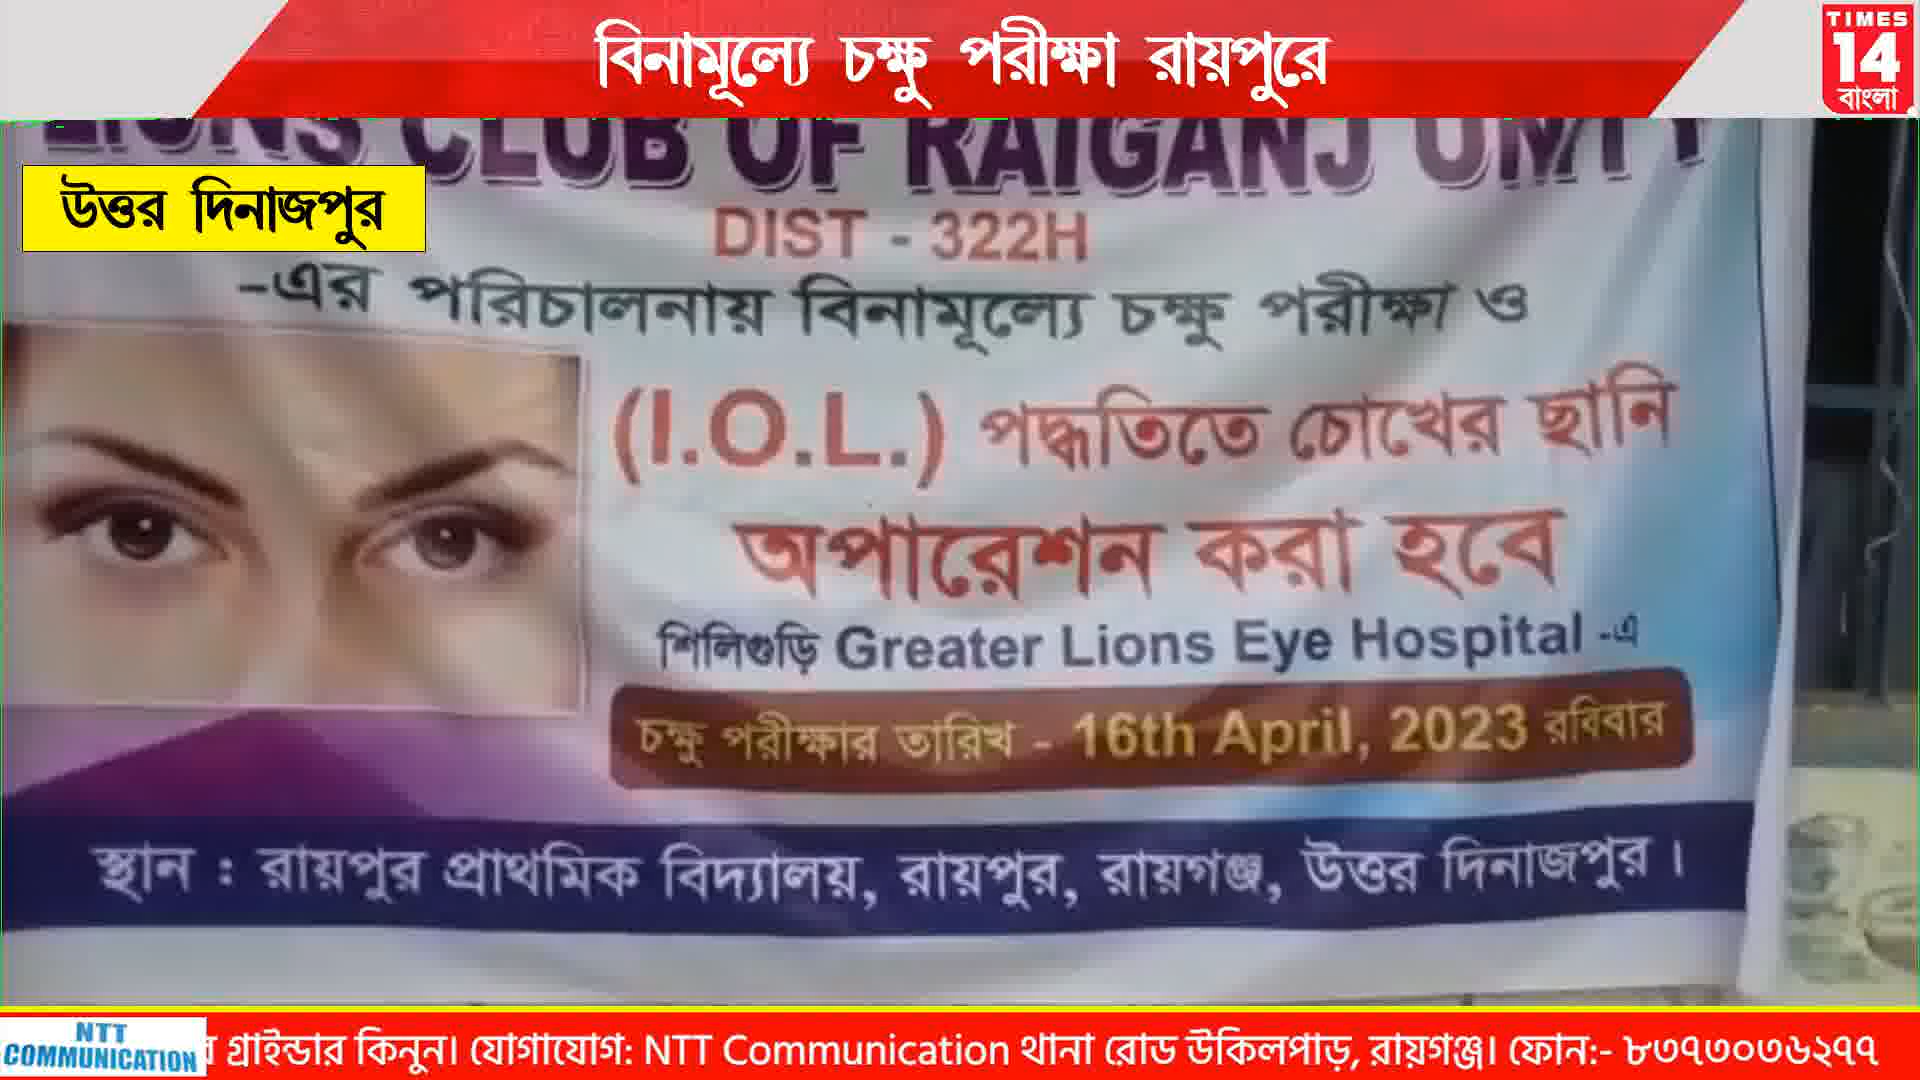 বিনামূল্যে চক্ষু পরীক্ষা রায়পুরে
TIMES
14
বাংলা
LIONS CLUB OF RAIGANJ UNITY
উত্তর দিনাজপুর
DIST - 322H
-এর পরিচালনায় বিনামূল্যে চক্ষু পরীক্ষা ও
(I.O.L.) পদ্ধতিতে চোখের ছানি
অপারেশন করা হবে
শিলিগুড়ি Greater Lions Eye Hospital -এ
চক্ষু পরীক্ষার তারিখ - 16th April, 2023 রবিবার
স্থান : রায়পুর প্রাথমিক বিদ্যালয়, রায়পুর, রায়গঞ্জ, উত্তর দিনাজপুর ।
NTT
COMMUNICATION
গ্রাইন্ডার কিনুন। যোগাযোগ: NTT Communication থানা রোড উকিলপাড়, রায়গঞ্জ। ফোন:- ৮৩৭৩০৩৬২৭৭